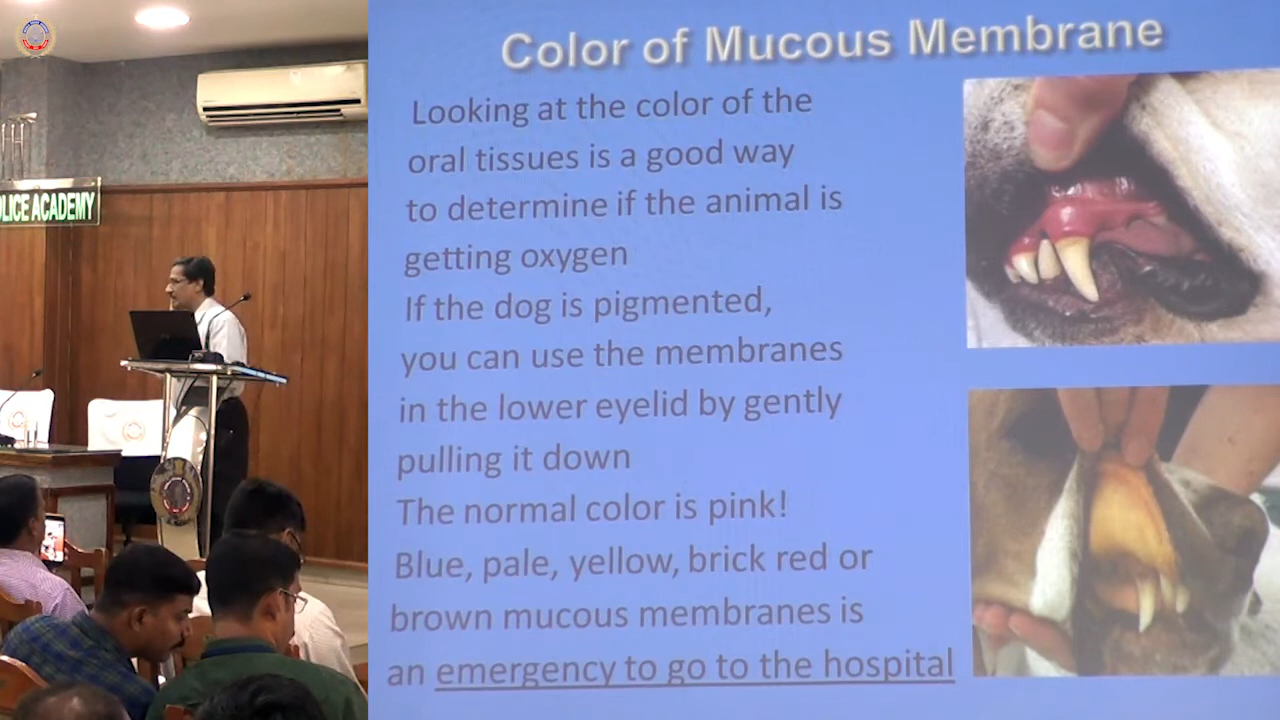 LICE ACADEMY
Color of Mucous Membrane
Looking at the color of the
oral tissues is a good way
to determine if the animal is
getting oxygen
If the dog is pigmented,
you can use the membranes
in the lower eyelid by gently
pulling it down
The normal color is pink!
Blue, pale, yellow, brick red or
brown mucous membranes is
an emergency to go to the hospital